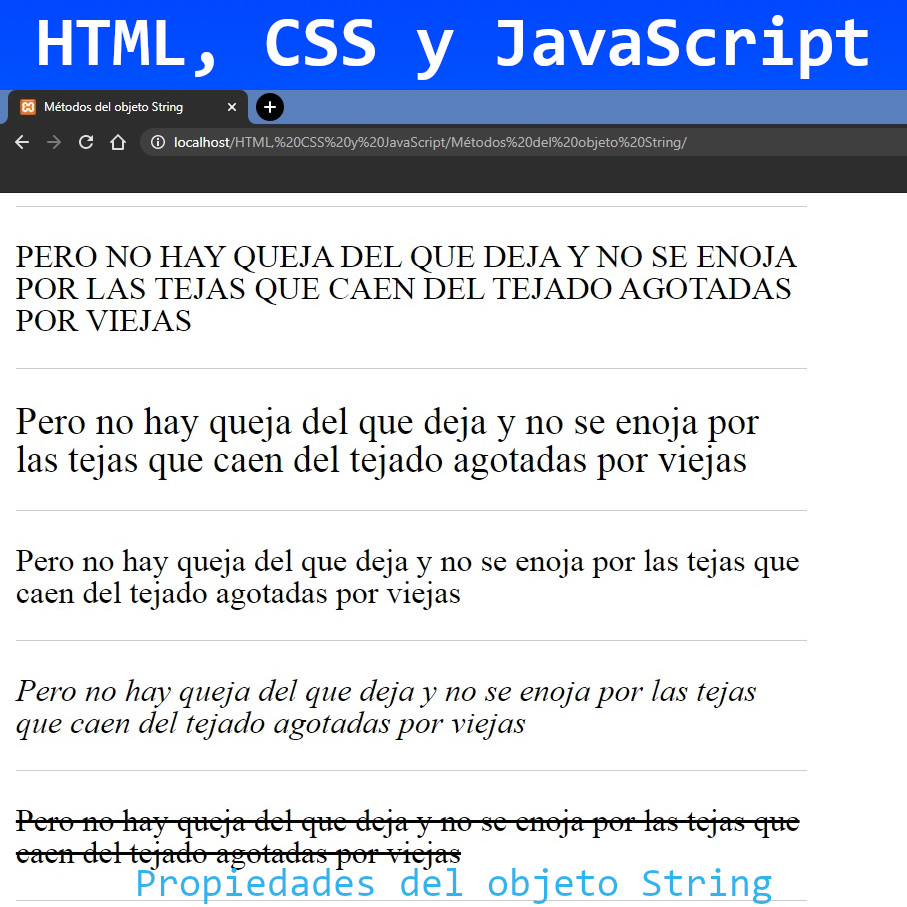 HTML, CSS y JavaScript
Métodos del objeto String
localhost/HTML,%20CSS%20y%20JavaScript/Métodos%20del%20objeto%20String/
PERO NO HAY QUEJA DEL QUE DEJA Y NO SE ENOJA
POR LAS TEJAS QUE CAEN DEL TEJADO AGOTADAS
POR VIEJAS
Pero no hay queja del que deja y no se enoja por
las tejas que caen del tejado agotadas por viejas
Pero no hay queja del que deja y no se enoja por las tejas que
caen del tejado agotadas por viejas
Pero no hay queja del que deja y no se enoja por las tejas
que caen del tejado agotadas por viejas
Pero no hay queja del que deja y no se enoja por las tejas que
caen del tejado agotadas por viejas
Propiedades del objeto String